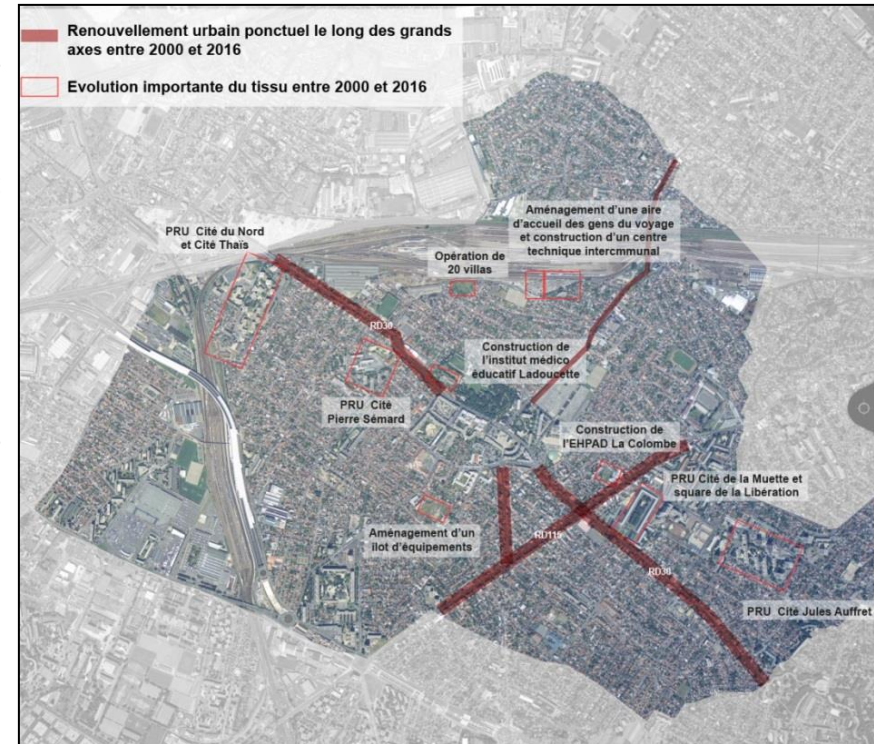 Renouvellement urbain ponctuel le long des grands
axes entre 2000 et 2016
Evolution importante du tissu entre 2000 et 2016
Aménagement d'une aire
d'accueil des gens du voyage
et construction d'un centre
technique intercmmunal
PRU Cité du Nord
et Cité Thaïs
Opération de
20 villas
RD30
Construction de
l'institut médico
éducatif Ladoucette
PRU Cité
Pierre Sémard
Construction de
l'EHPAD La Colombe
PRU Cité de la Muette et
square de la Libération
Aménagement d'un
îlot d'équipements
RD115
RD30
PRU Cité Jules Auffret